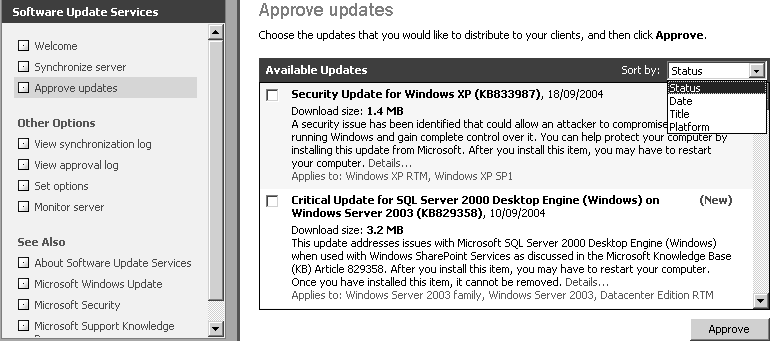 Software Update Services
Welcome
Synchronize server
Approve updates
Other Options
View synchronization log
View approval log
Set options
Monitor server
See Also
About Software Update Services
Microsoft Windows Update
Microsoft Security
Microsoft Support Knowledge
Approve updates
Choose the updates that you would like to distribute to your clients, and then click Approve.
Available Updates Sort by: Status
Status
Date
Title
Platform
Security Update for Windows XP (KB833987), 18/09/2004
Download size: 1.4 MB
A security issue has been identified that could allow an attacker to compromise
running Windows and gain complete control over it. You can help protect your computer by
installing this update from Microsoft. After you install this item, you may have to restart
your computer. Details...
Applies to: Windows XP RTM, Windows XP SP1
Critical Update for SQL Server 2000 Desktop Engine (Windows) on (New)
Windows Server 2003 (KB829358), 10/09/2004
Download size: 3.2 MB
This update addresses issues with Microsoft SQL Server 2000 Desktop Engine (Windows)
when used with Windows SharePoint Services as discussed in the Microsoft Knowledge Base
(KB) Article 829358. After you install this item, you may have to restart your computer.
Once you have installed this item, it cannot be removed. Details...
Applies to: Windows Server 2003 family, Windows Server 2003, Datacenter Edition RTM
Approve